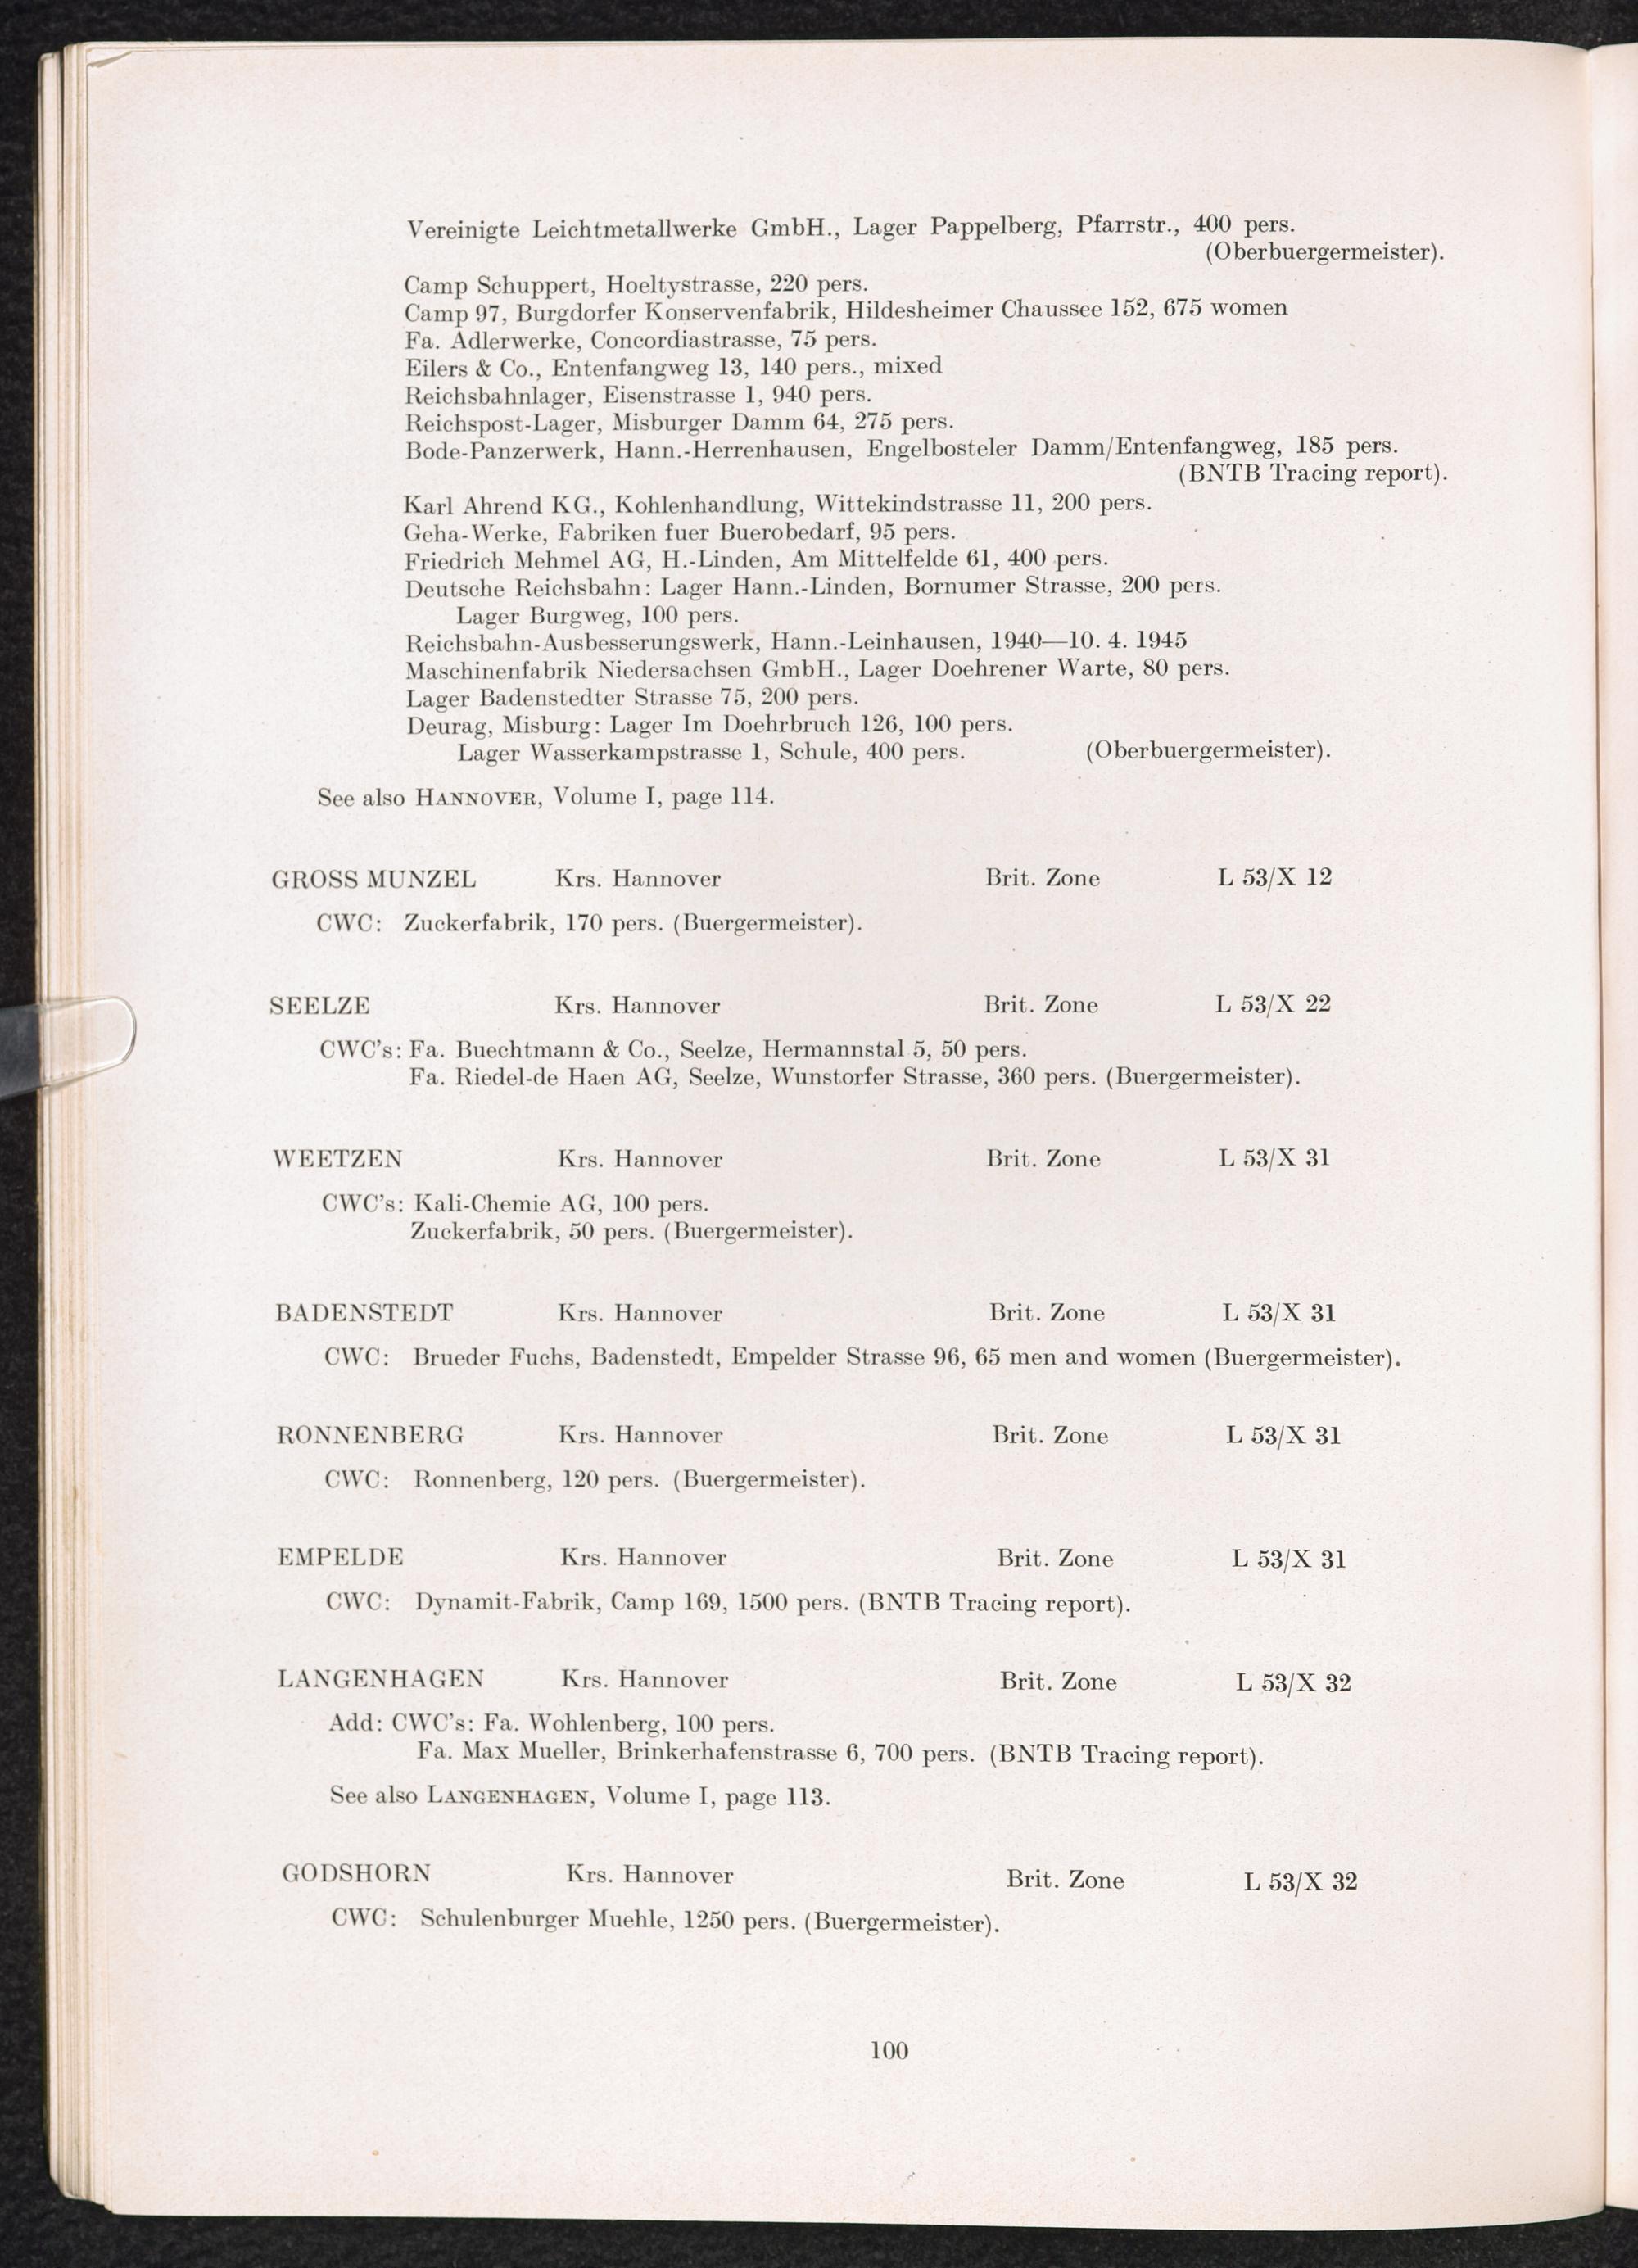 Vereinigte Leichtmetallwerke GmbH., Lager Pappelberg, Pfarrstr., 400 pers.
(Oberbuergermeister).
Camp Schuppert, Hoeltystrasse, 220 pers.
Camp 97, Burgdorfer Konservenfabrik, Hildesheimer Chaussee 152, 675 women
Fa. Adlerwerke, Concordiastrasse, 75 pers.
Eilers & Co., Entenfangweg 13, 140 pers., mixed
Reichsbahnlager, Eisenstrasse 1, 940 pers.
Reichspost-Lager, Misburger Damm 64, 275 pers.
Bode-Panzerwerk, Hann.-Herrenhausen, Engelbosteler Damm/Entenfangweg, 185 pers.
(BNTB Tracing report).
Karl Ahrend KG., Kohlenhandlung, Wittekindstrasse 11, 200 pers.
Geha-Werke, Fabriken fuer Buerobedarf, 95 pers.
Friedrich Mehmel AG, H.-Linden, Am Mittelfelde 61, 400 pers.
Deutsche Reichsbahn: Lager Hann.-Linden, Bornumer Strasse, 200 pers.
Lager Burgweg, 100 pers.
Reichsbahn-Ausbesserungswerk, Hann.-Leinhausen, 1940—10. 4. 1945
Maschinenfabrik Niedersachsen GmbH., Lager Doehrener Warte, 80 pers.
Lager Badenstedter Strasse 75, 200 pers.
Deurag, Misburg: Lager Im Doehrbruch 126, 100 pers.
Lager Wasserkampstrasse 1, Schule, 400 pers. (Oberbuergermeister).
See also HANNOVER, Volume I, page 114.
GROSS MUNZEL Krs. Hannover Brit. Zone L 53/X 12
CWC: Zuckerfabrik, 170 pers. (Buergermeister).
SEELZE Krs. Hannover Brit. Zone L 53/X 22
CWC's: Fa. Buechtmann & Co., Seelze, Hermannstal 5, 50 pers.
Fa. Riedel-de Haen AG, Seelze, Wunstorfer Strasse, 360 pers. (Buergermeister).
WEETZEN Krs. Hannover Brit. Zone L 53/X 31
CWC's: Kali-Chemie AG, 100 pers.
Zuckerfabrik, 50 pers. (Buergermeister).
BADENSTEDT Krs. Hannover Brit. Zone L 53/X 31
CWC: Brueder Fuchs, Badenstedt, Empelder Strasse 96, 65 men and women (Buergermeister).
RONNENBERG Krs. Hannover Brit. Zone L 53/X 31
CWC: Ronnenberg, 120 pers. (Buergermeister).
EMPELDE Krs. Hannover Brit. Zone L 53/X 31
CWC: Dynamit-Fabrik, Camp 169, 1500 pers. (BNTB Tracing report).
LANGENHAGEN Krs. Hannover Brit. Zone L 53/X 32
Add: CWC's: Fa. Wohlenberg, 100 pers.
Fa. Max Mueller, Brinkerhafenstrasse 6, 700 pers. (BNTB Tracing report).
See also LANGENHAGEN, Volume I, page 113.
GODSHORN Krs. Hannover Brit. Zone L 53/X 32
CWC: Schulenburger Muehle, 1250 pers. (Buergermeister).
100